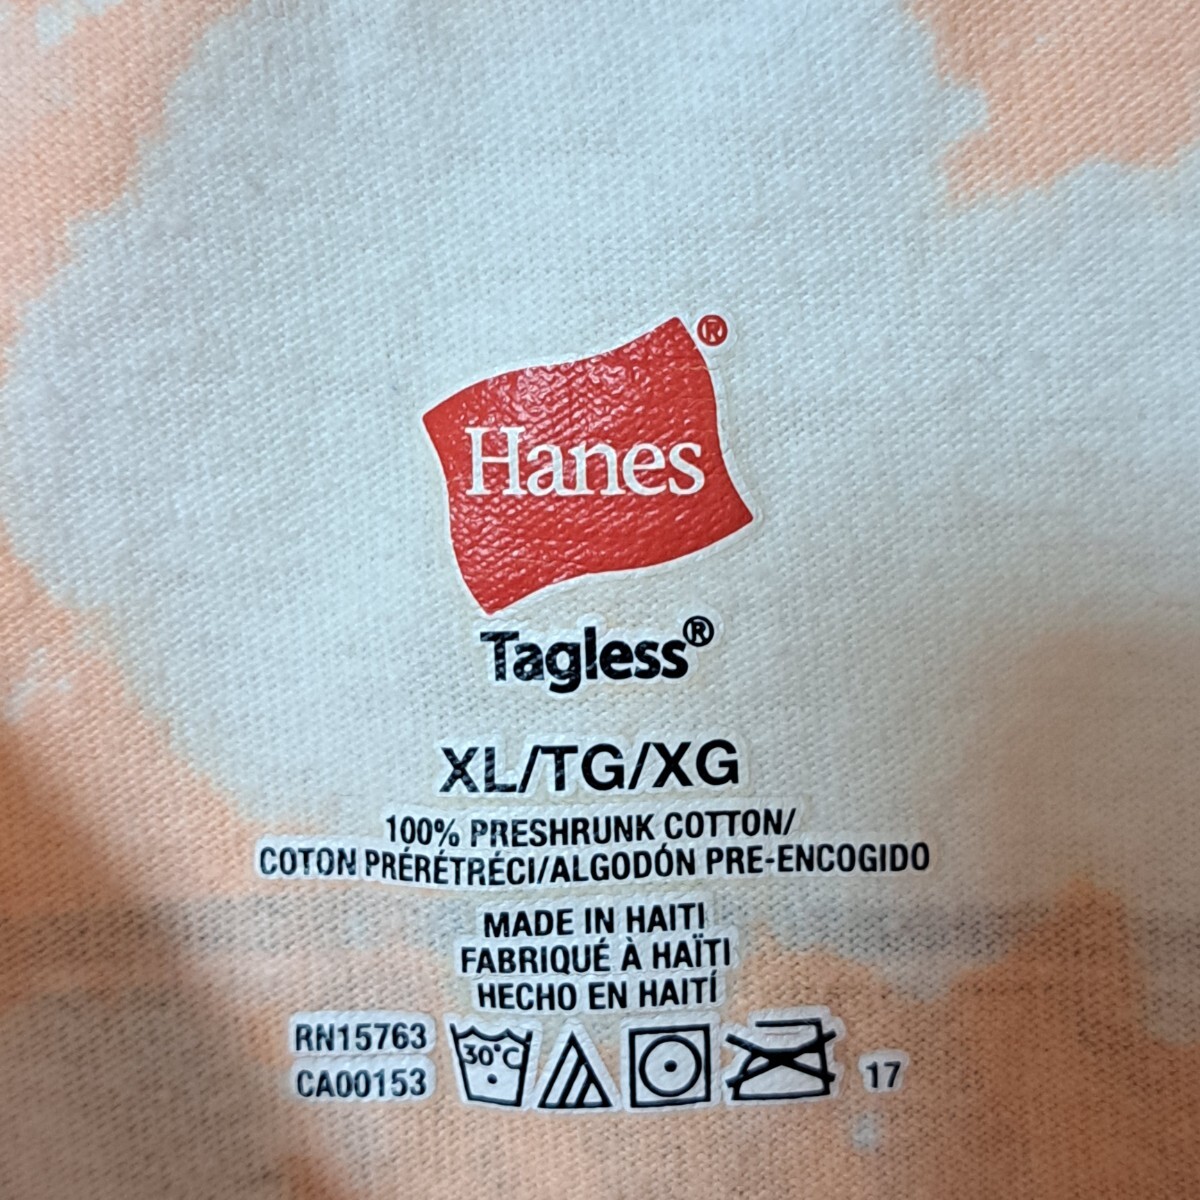 Hanes®
Tagless®
XL/TG/XG
100% PRESHRUNK COTTON/
COTON PRÉRÉTRÉCI/ALGODÓN PRE-ENCOGIDO
MADE IN HAITI
FABRIQUÉ À HAÏTI
HECHO EN HAITÍ
RN15763
CA00153
30°C
17